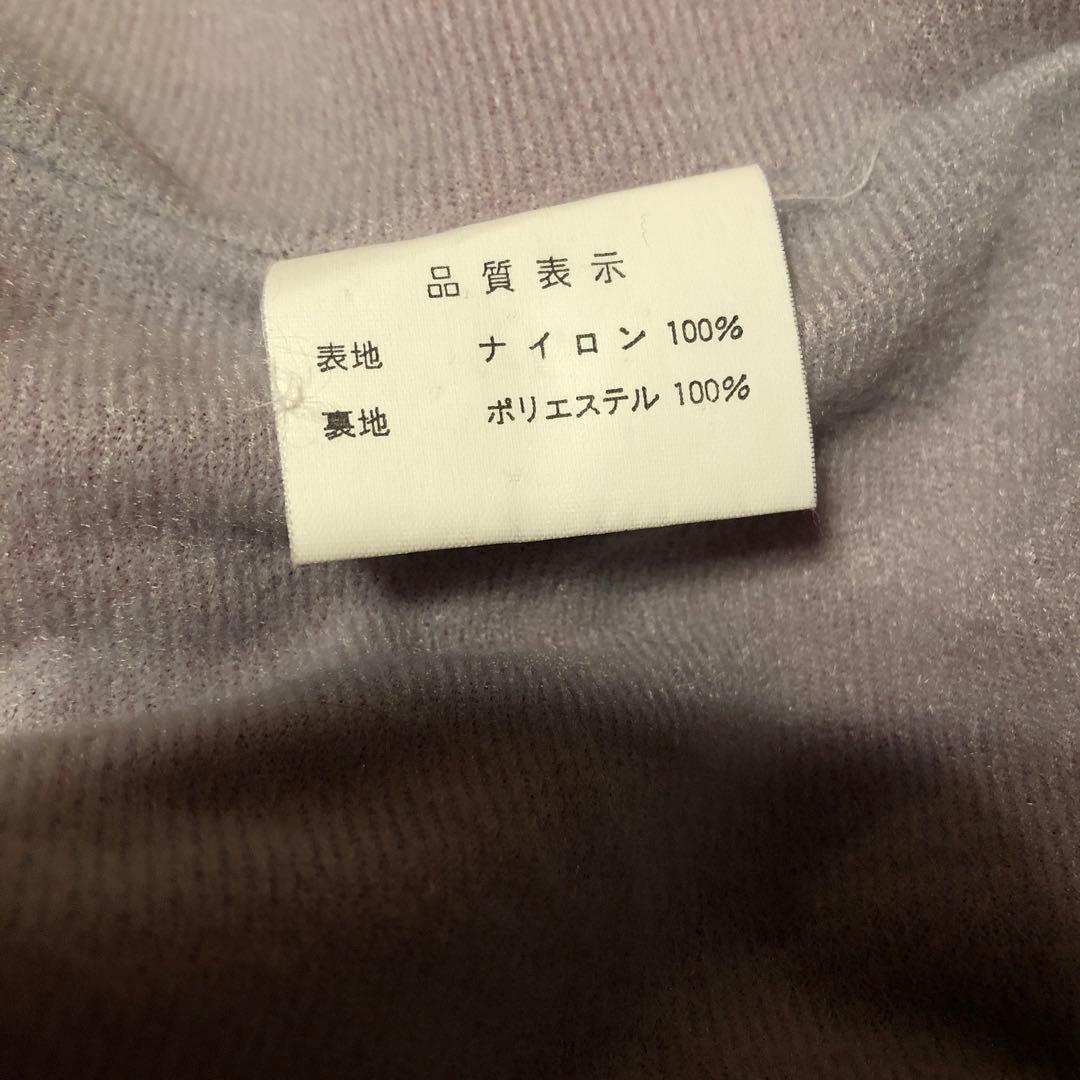 品質表示
表地 ナイロン 100%
裏地 ポリエステル 100%